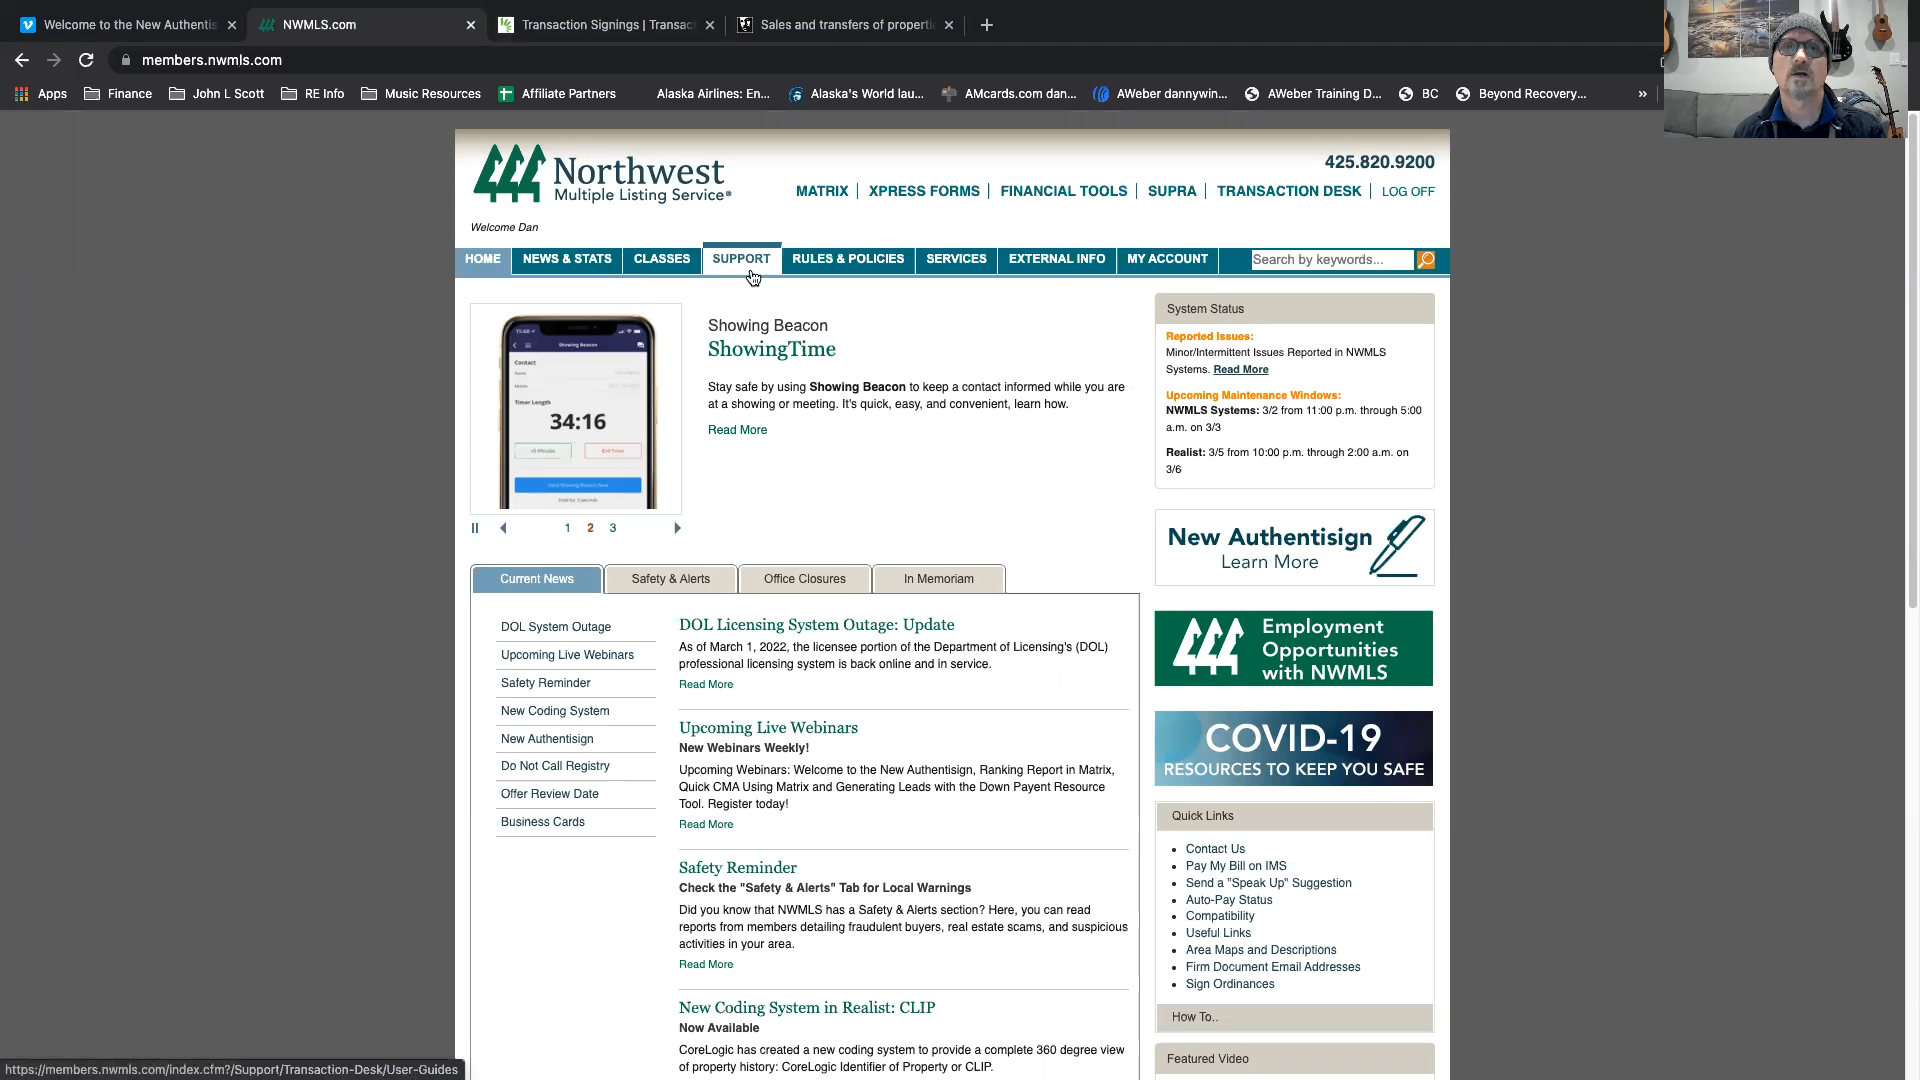 Welcome to the New Authentis
NWMLS.com
Transaction Signings | Transac
Sales and transfers of properti
members.nwmls.com
Apps
Finance
John L Scott
RE Info
Music Resources
Affiliate Partners
Alaska Airlines: En...
Alaska's World lau...
AMcards.com dan...
AWeber dannywin...
AWeber Training D...
BC
Beyond Recovery...
»
Northwest
Multiple Listing Service®
425.820.9200
MATRIX | XPRESS FORMS | FINANCIAL TOOLS | SUPRA | TRANSACTION DESK | LOG OFF
Welcome Dan
HOME
NEWS & STATS
CLASSES
SUPPORT
RULES & POLICIES
SERVICES
EXTERNAL INFO
MY ACCOUNT
Search by keywords...
11:48
Showing Beacon
Contact
Name
Mobile
Timer Length
34:16
+5 Minutes
End Timer
Send Showing Beacon Now
1 2 3
Showing Beacon
ShowingTime
Stay safe by using Showing Beacon to keep a contact informed while you are
at a showing or meeting. It's quick, easy, and convenient, learn how.
Read More
System Status
Reported Issues:
Minor/Intermittent Issues Reported in NWMLS
Systems. Read More
Upcoming Maintenance Windows:
NWMLS Systems: 3/2 from 11:00 p.m. through 5:00
a.m. on 3/3
Realist: 3/5 from 10:00 p.m. through 2:00 a.m. on
3/6
New Authentisign
Learn More
Employment
Opportunities
with NWMLS
COVID-19
RESOURCES TO KEEP YOU SAFE
Current News
Safety & Alerts
Office Closures
In Memoriam
DOL System Outage
Upcoming Live Webinars
Safety Reminder
New Coding System
New Authentisign
Do Not Call Registry
Offer Review Date
Business Cards
DOL Licensing System Outage: Update
As of March 1, 2022, the licensee portion of the Department of Licensing's (DOL)
professional licensing system is back online and in service.
Read More
Upcoming Live Webinars
New Webinars Weekly!
Upcoming Webinars: Welcome to the New Authentisign, Ranking Report in Matrix,
Quick CMA Using Matrix and Generating Leads with the Down Payent Resource
Tool. Register today!
Read More
Safety Reminder
Check the "Safety & Alerts" Tab for Local Warnings
Did you know that NWMLS has a Safety & Alerts section? Here, you can read
reports from members detailing fraudulent buyers, real estate scams, and suspicious
activities in your area.
Read More
New Coding System in Realist: CLIP
Now Available
CoreLogic has created a new coding system to provide a complete 360 degree view
of property history: CoreLogic Identifier of Property or CLIP.
Quick Links
Contact Us
Pay My Bill on IMS
Send a "Speak Up" Suggestion
Auto-Pay Status
Compatibility
Useful Links
Area Maps and Descriptions
Firm Document Email Addresses
Sign Ordinances
How To..
Featured Video
https://members.nwmls.com/index.cfm?/Support/Transaction-Desk/User-Guides